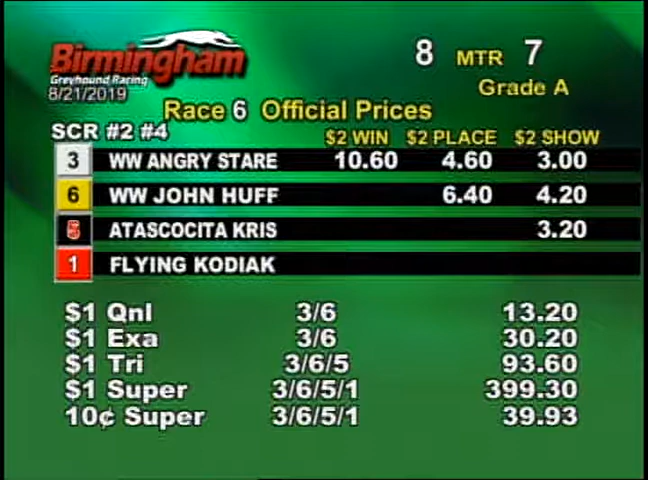 Birmingham
Greyhound Racing
8/21/2019
8 MTR 7
Grade A
Race 6 Official Prices
SCR #2 #4
$2 WIN $2 PLACE $2 SHOW
3 WW ANGRY STARE 10.60 4.60 3.00
6 WW JOHN HUFF 6.40 4.20
5 ATASCOCITA KRIS 3.20
1 FLYING KODIAK
$1 Qnl 3/6 13.20
$1 Exa 3/6 30.20
$1 Tri 3/6/5 93.60
$1 Super 3/6/5/1 399.30
10¢ Super 3/6/5/1 39.93